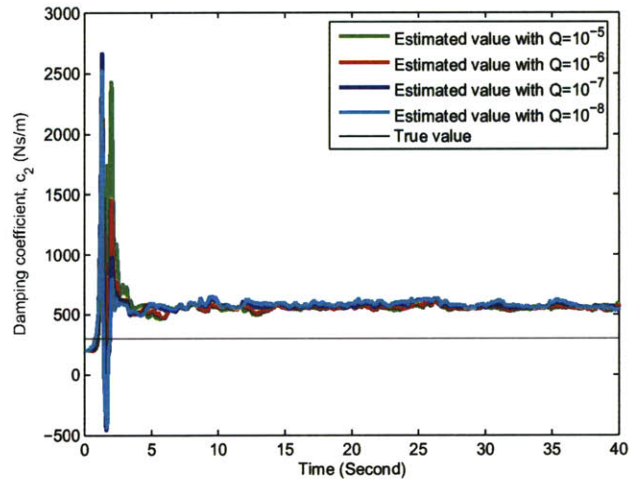 3000
2500
2000
1500
1000
500
0
−500
Damping coefficient, c₂ (Ns/m)
Estimated value with Q=10⁻⁵
Estimated value with Q=10⁻⁶
Estimated value with Q=10⁻⁷
Estimated value with Q=10⁻⁸
True value
0 5 10 15 20 25 30 35 40
Time (Second)